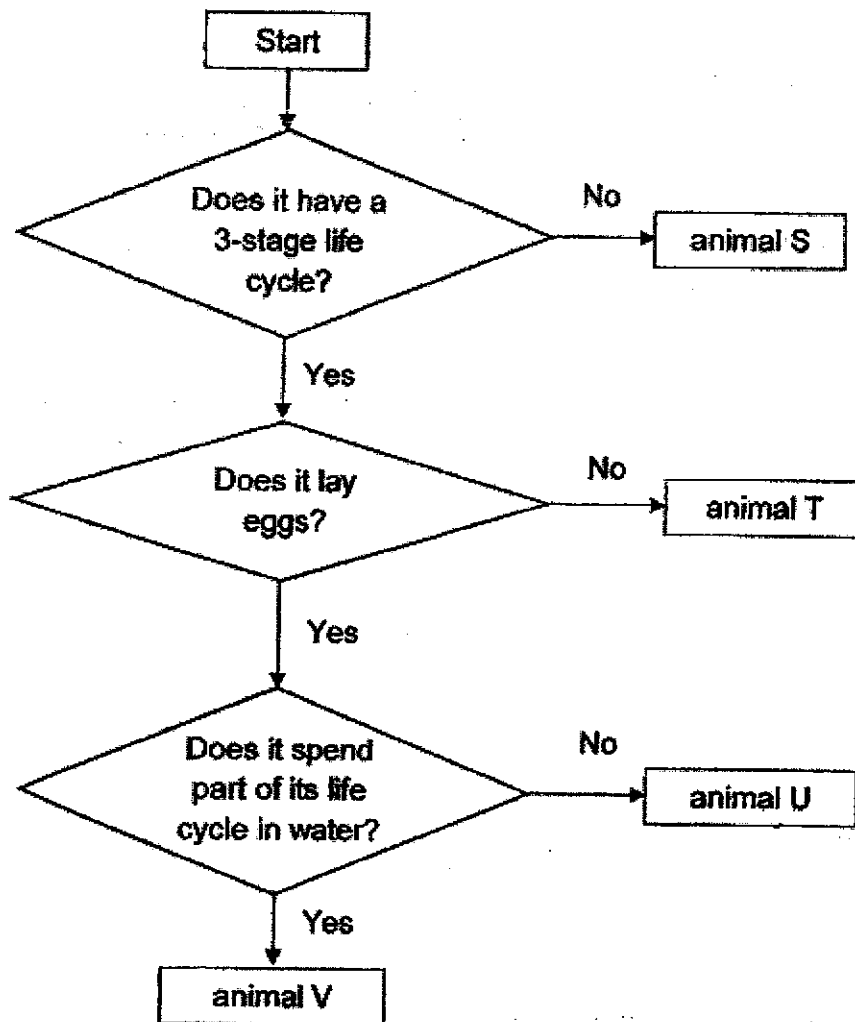 Start
Does it have a
3-stage life
cycle?
No
animal S
Yes
Does it lay
eggs?
No
animal T
Yes
Does it spend
part of its life
cycle in water?
No
animal U
Yes
animal V